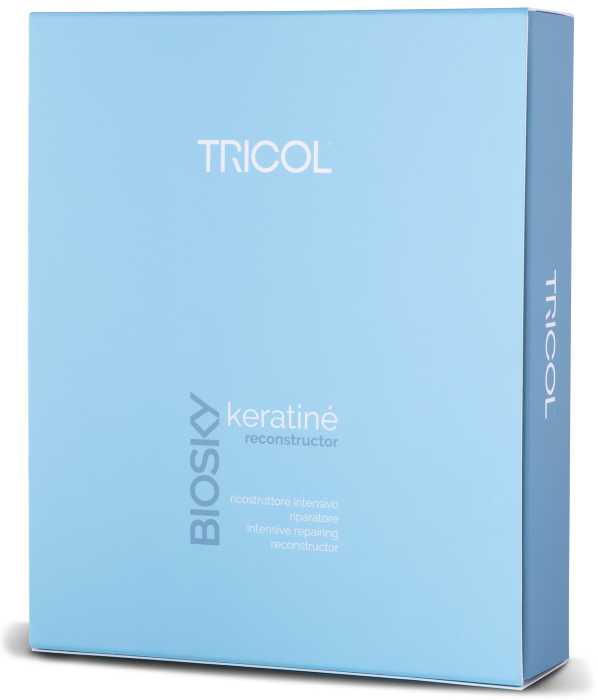 TRICOL
BIOSKY
keratiné
reconstructor
ricostruttore intensivo
riparatore
intensive repairing
reconstructor
TRICOL